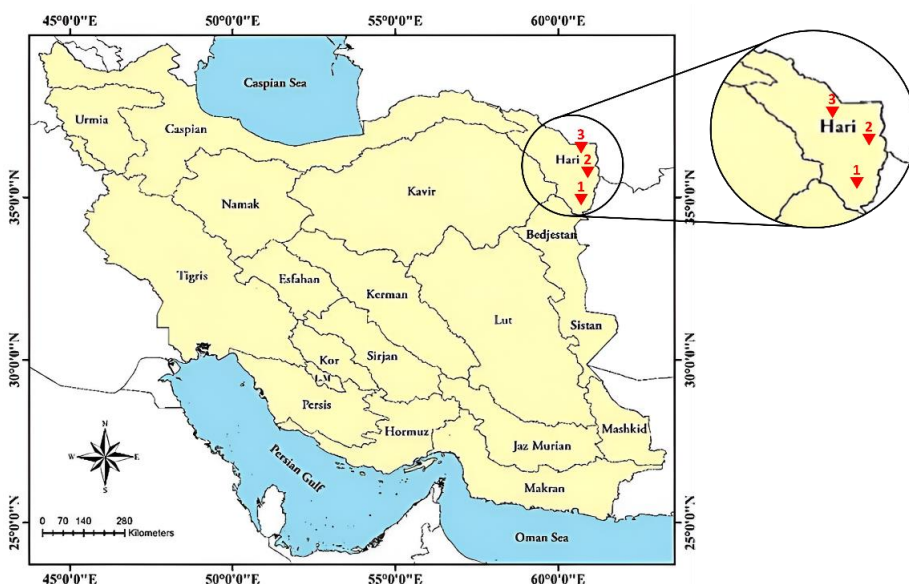 45°0'0"E 50°0'0"E 55°0'0"E 60°0'0"E
Caspian Sea
Urmia
Caspian
3
Hari
2
1
3
Hari
2
1
Kavir
Namak
35°0'0"N
35°0'0"N
Bedjestan
Tigris
Esfahan
Kerman
Lut
Sistan
Kor
Sirjan
30°0'0"N
30°0'0"N
L-M
Persis
Hormuz
Mashkid
Jaz Murian
N
W
E
S
Persian Gulf
Makran
0 70 140 280
Kilometers
Oman Sea
25°0'0"N
25°0'0"N
45°0'0"E 50°0'0"E 55°0'0"E 60°0'0"E